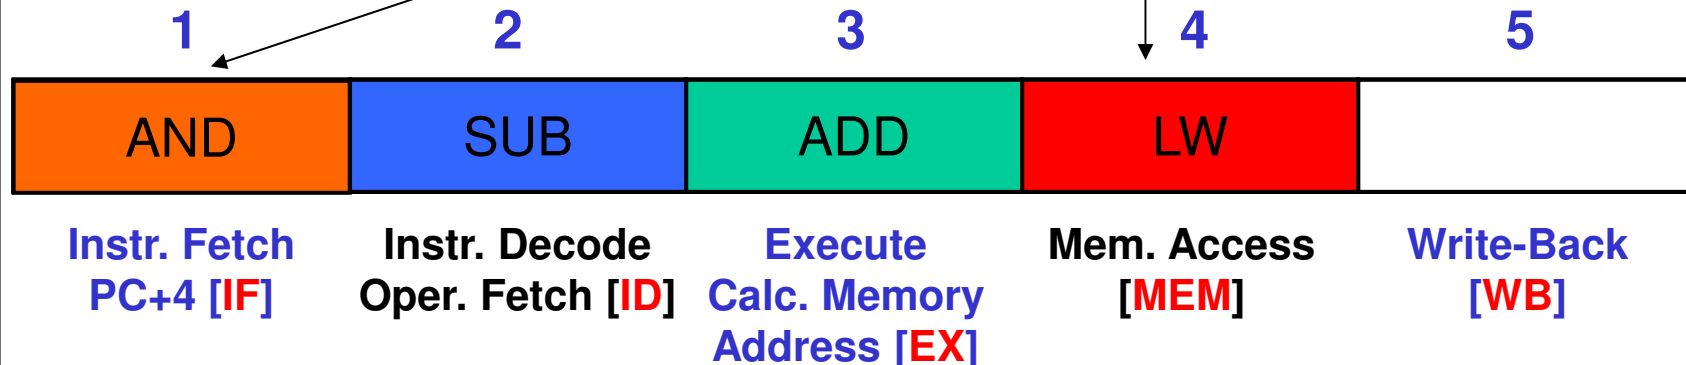 1 2 3 4 5
AND SUB ADD LW
Instr. Fetch Instr. Decode Execute Mem. Access Write-Back
PC+4 [IF] Oper. Fetch [ID] Calc. Memory [MEM] [WB]
Address [EX]